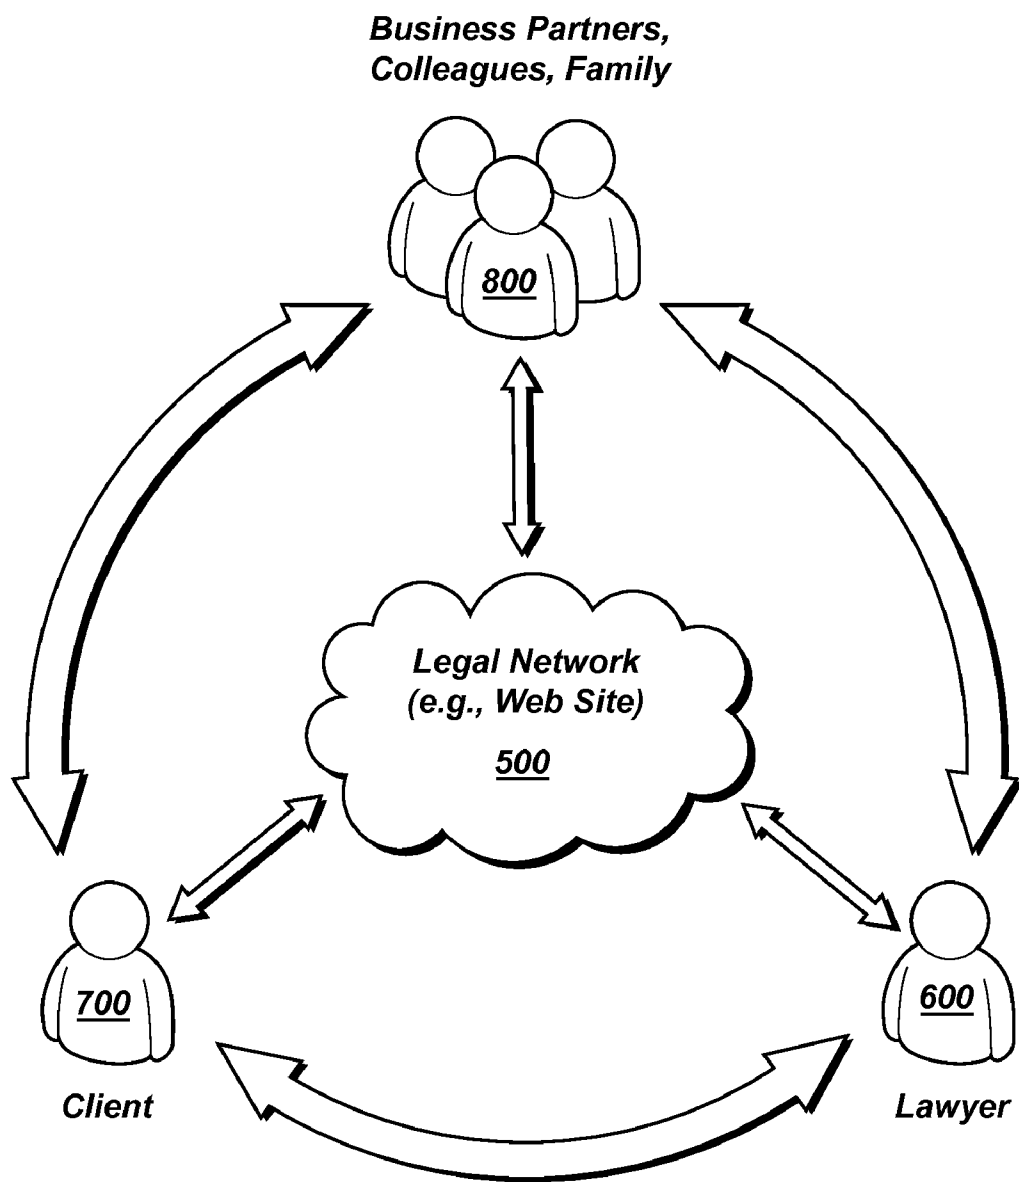 Business Partners,
Colleagues, Family
800
Legal Network
(e.g., Web Site)
500
700
600
Client
Lawyer